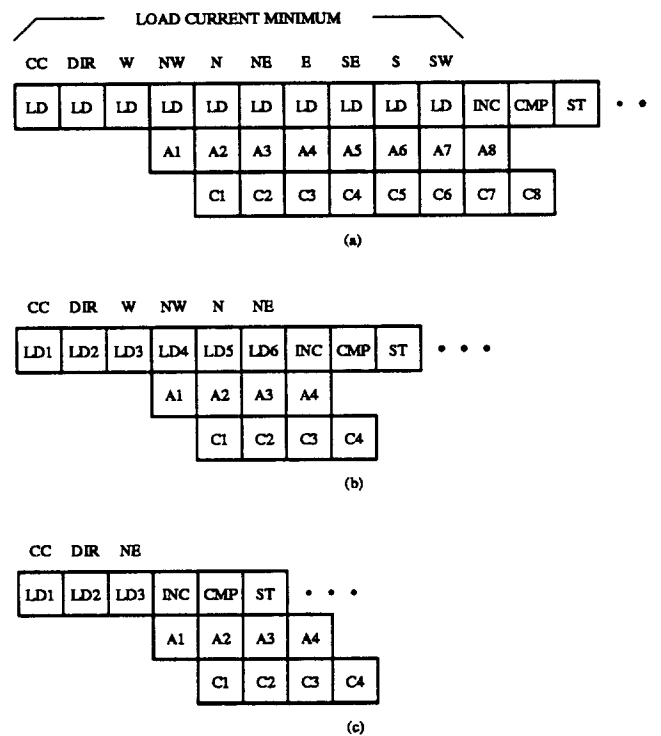 LOAD CURRENT MINIMUM
CC DIR W NW N NE E SE S SW
LD LD LD LD LD LD LD LD LD LD INC CMP ST • •
A1 A2 A3 A4 A5 A6 A7 A8
C1 C2 C3 C4 C5 C6 C7 C8
(a)
CC DIR W NW N NE
LD1 LD2 LD3 LD4 LD5 LD6 INC CMP ST • • •
A1 A2 A3 A4
C1 C2 C3 C4
(b)
CC DIR NE
LD1 LD2 LD3 INC CMP ST • • •
A1 A2 A3 A4
C1 C2 C3 C4
(c)